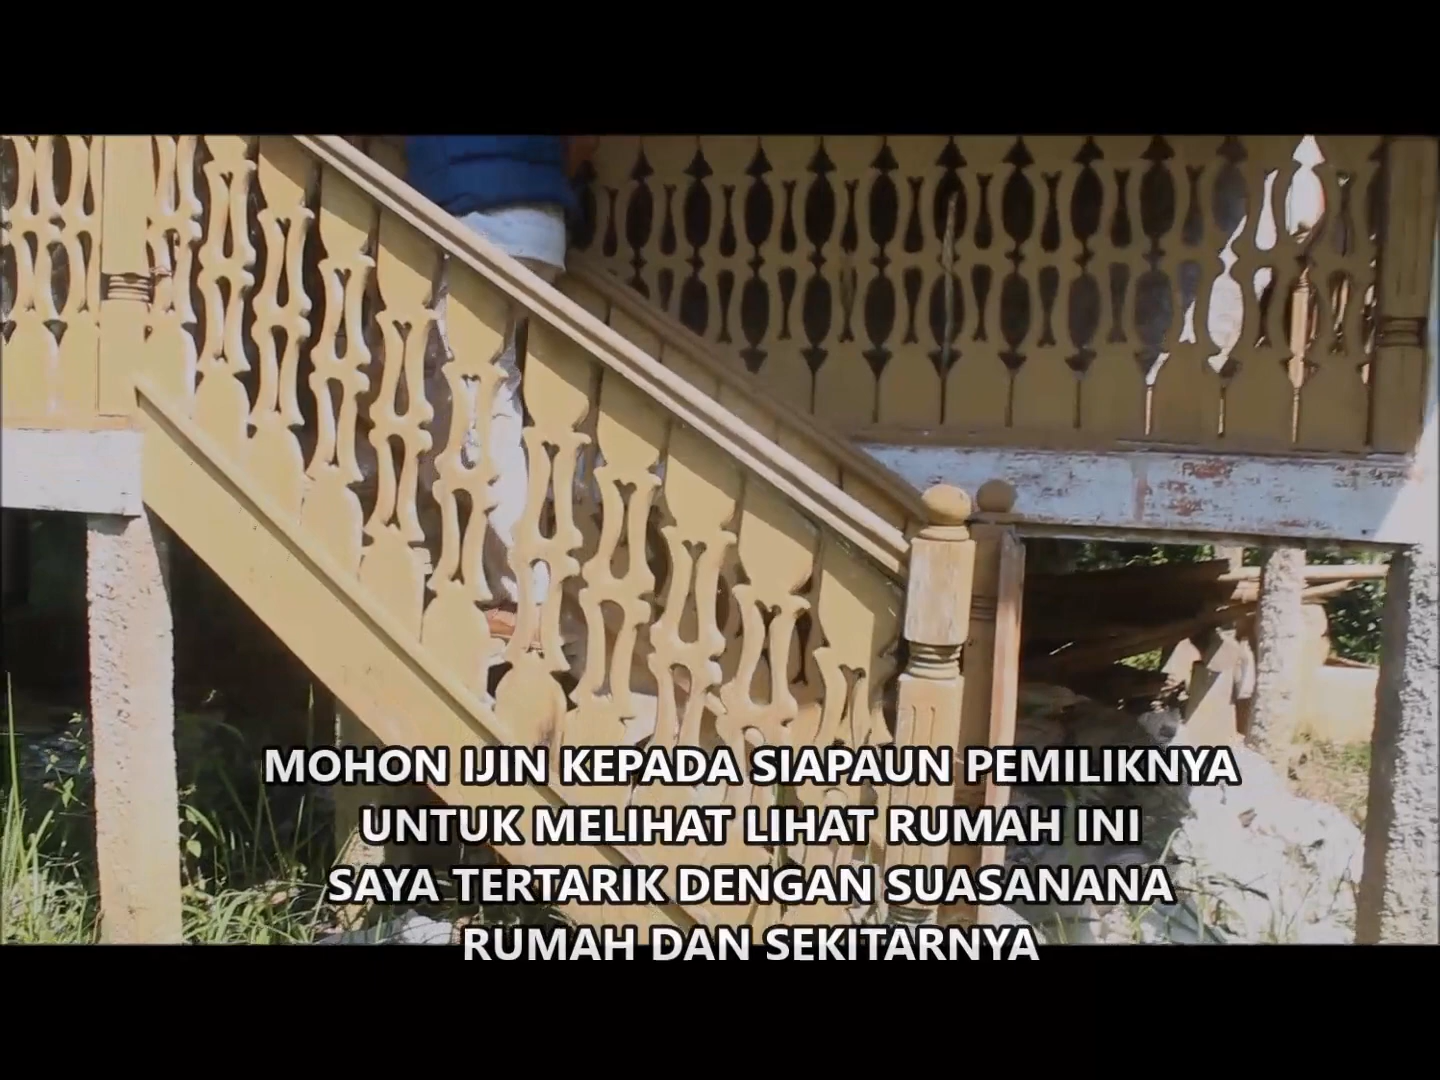 MOHON IJIN KEPADA SIAPAUN PEMILIKNYA
UNTUK MELIHAT LIHAT RUMAH INI
SAYA TERTARIK DENGAN SUASANANA
RUMAH DAN SEKITARNYA